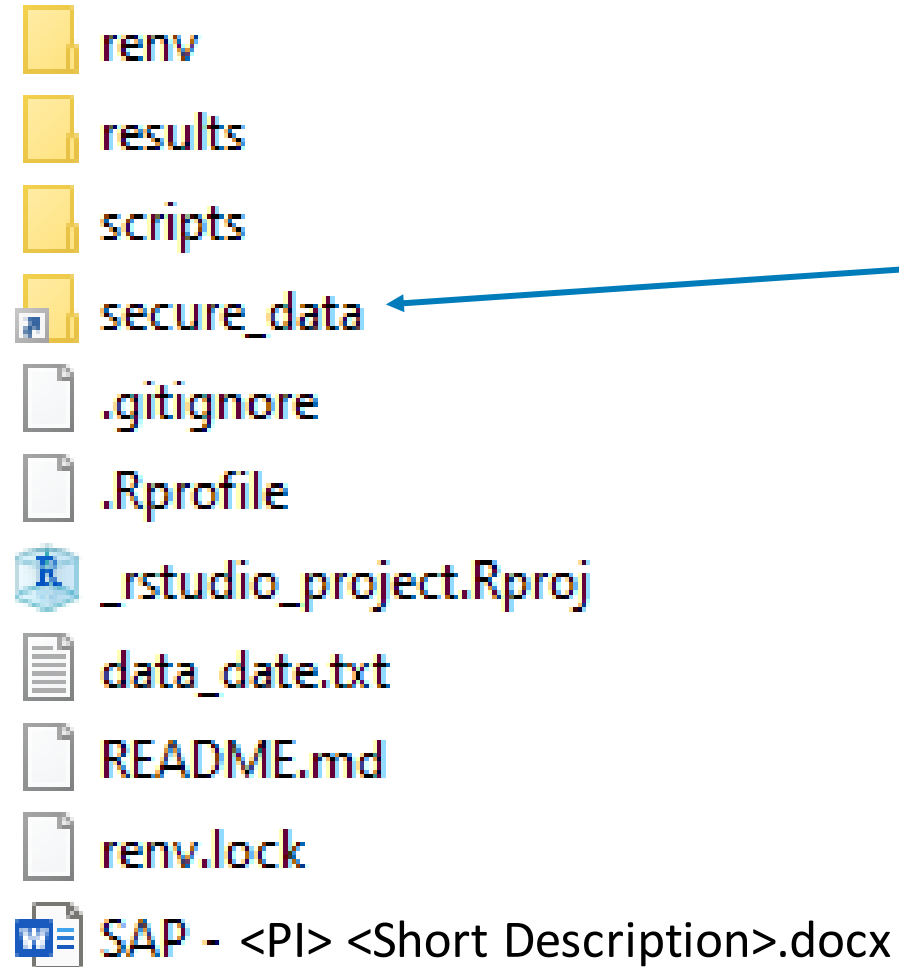 renv
results
scripts
secure_data
.gitignore
.Rprofile
_rstudio_project.Rproj
data_date.txt
README.md
renv.lock
SAP - <PI> <Short Description>.docx